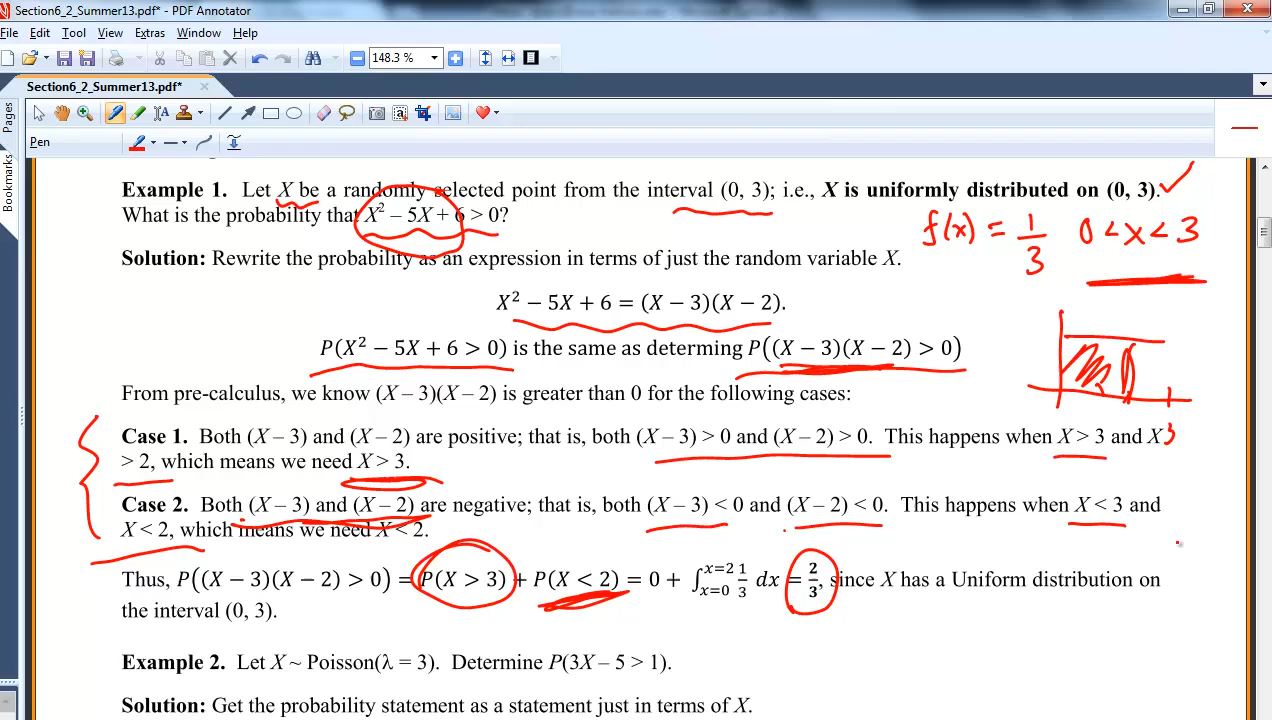 Section6_2_Summer13.pdf* - PDF Annotator
File Edit Tool View Extras Window Help
148.3 %
Section6_2_Summer13.pdf*
Pen
Pages
Bookmarks
Example 1. Let X be a randomly selected point from the interval (0, 3); i.e., X is uniformly distributed on (0, 3).
What is the probability that X² – 5X + 6 > 0?
f(x) = 1/3 0 < x < 3
Solution: Rewrite the probability as an expression in terms of just the random variable X.
X² − 5X + 6 = (X − 3)(X − 2).
P(X² − 5X + 6 > 0) is the same as determing P((X − 3)(X − 2) > 0)
From pre-calculus, we know (X – 3)(X – 2) is greater than 0 for the following cases:
3
Case 1. Both (X – 3) and (X – 2) are positive; that is, both (X – 3) > 0 and (X – 2) > 0. This happens when X > 3 and X
> 2, which means we need X > 3.
Case 2. Both (X – 3) and (X – 2) are negative; that is, both (X – 3) < 0 and (X – 2) < 0. This happens when X < 3 and
X < 2, which means we need X < 2.
Thus, P((X − 3)(X − 2) > 0) = P(X > 3) + P(X < 2) = 0 + ∫ˣ⁼²ₓ₌₀ 1/3 dx = 2/3, since X has a Uniform distribution on
the interval (0, 3).
Example 2. Let X ~ Poisson(λ = 3). Determine P(3X – 5 > 1).
Solution: Get the probability statement as a statement just in terms of X.